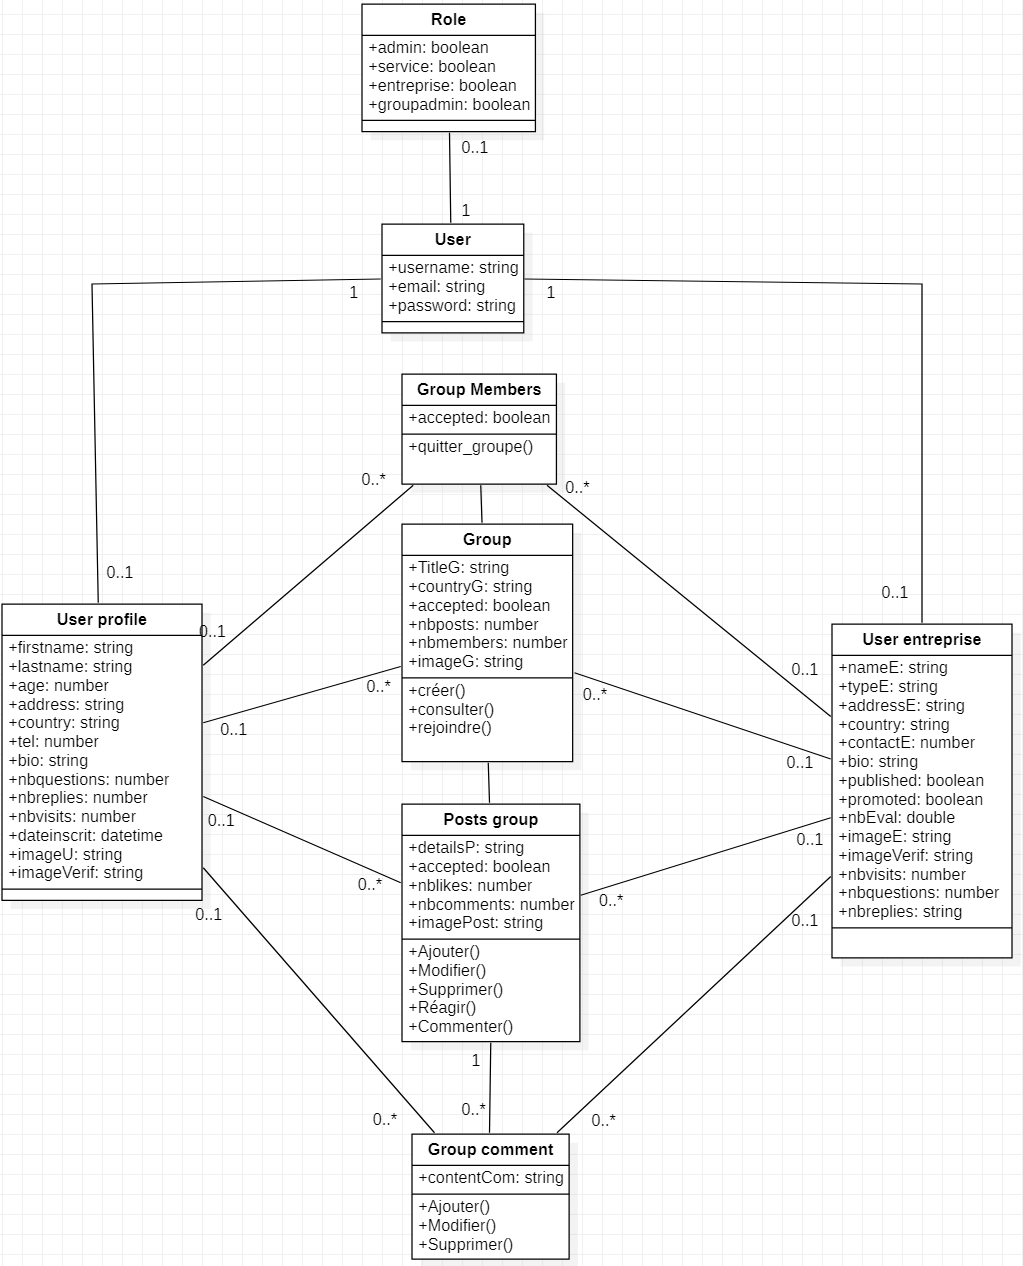 Role
+admin: boolean
+service: boolean
+entreprise: boolean
+groupadmin: boolean
0..1
1
User
+username: string
+email: string
+password: string
1
1
Group Members
+accepted: boolean
+quitter_groupe()
0..*
0..*
Group
+TitleG: string
+countryG: string
+accepted: boolean
+nbposts: number
+nbmembers: number
+imageG: string
+créer()
+consulter()
+rejoindre()
0..1
0..1
User profile
+firstname: string
+lastname: string
+age: number
+address: string
+country: string
+tel: number
+bio: string
+nbquestions: number
+nbreplies: number
+nbvisits: number
+dateinscrit: datetime
+imageU: string
+imageVerif: string
0..1
0..1
0..1
0..1
0..*
0..*
User entreprise
+nameE: string
+typeE: string
+addressE: string
+country: string
+contactE: number
+bio: string
+published: boolean
+promoted: boolean
+nbEval: double
+imageE: string
+imageVerif: string
+nbvisits: number
+nbquestions: number
+nbreplies: string
0..1
0..1
0..1
0..1
Posts group
+detailsP: string
+accepted: boolean
+nblikes: number
+nbcomments: number
+imagePost: string
+Ajouter()
+Modifier()
+Supprimer()
+Réagir()
+Commenter()
0..*
0..*
1
0..*
0..*
0..*
Group comment
+contentCom: string
+Ajouter()
+Modifier()
+Supprimer()